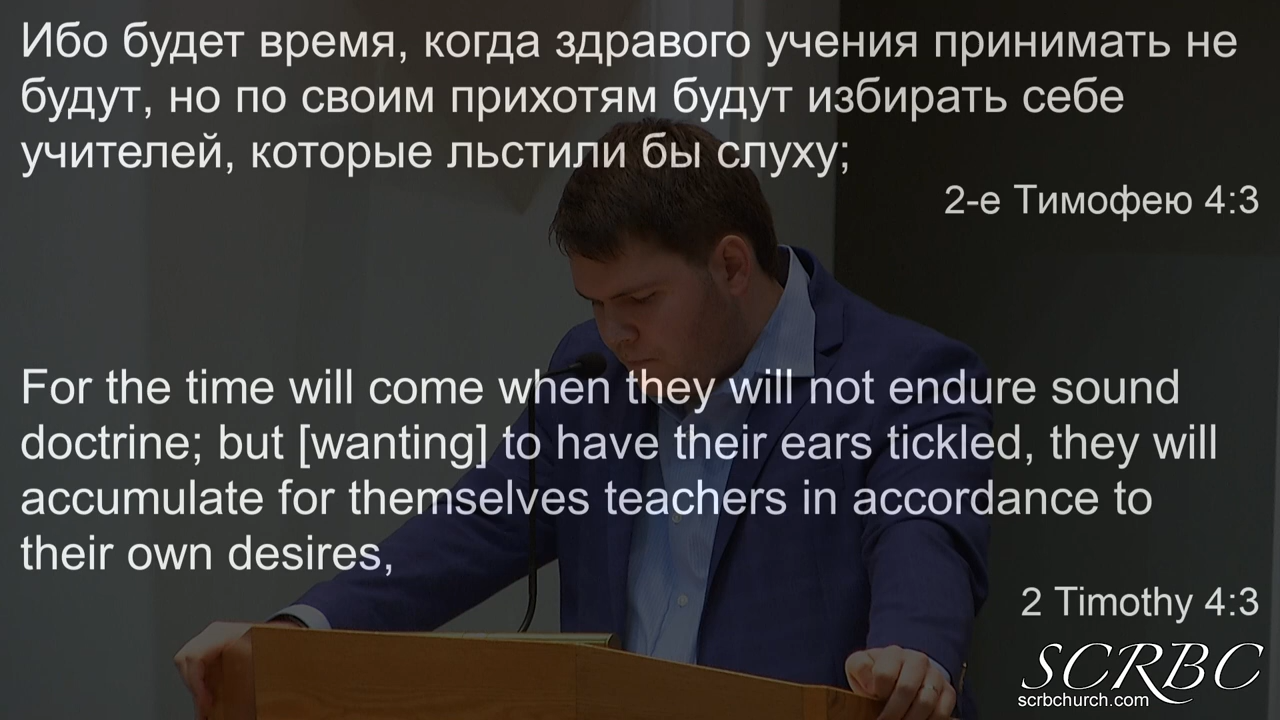 Ибо будет время, когда здравого учения принимать не
будут, но по своим прихотям будут избирать себе
учителей, которые льстили бы слуху;
2-е Тимофею 4:3
For the time will come when they will not endure sound
doctrine; but [wanting] to have their ears tickled, they will
accumulate for themselves teachers in accordance to
their own desires,
2 Timothy 4:3
SCRBC
scrbchurch.com